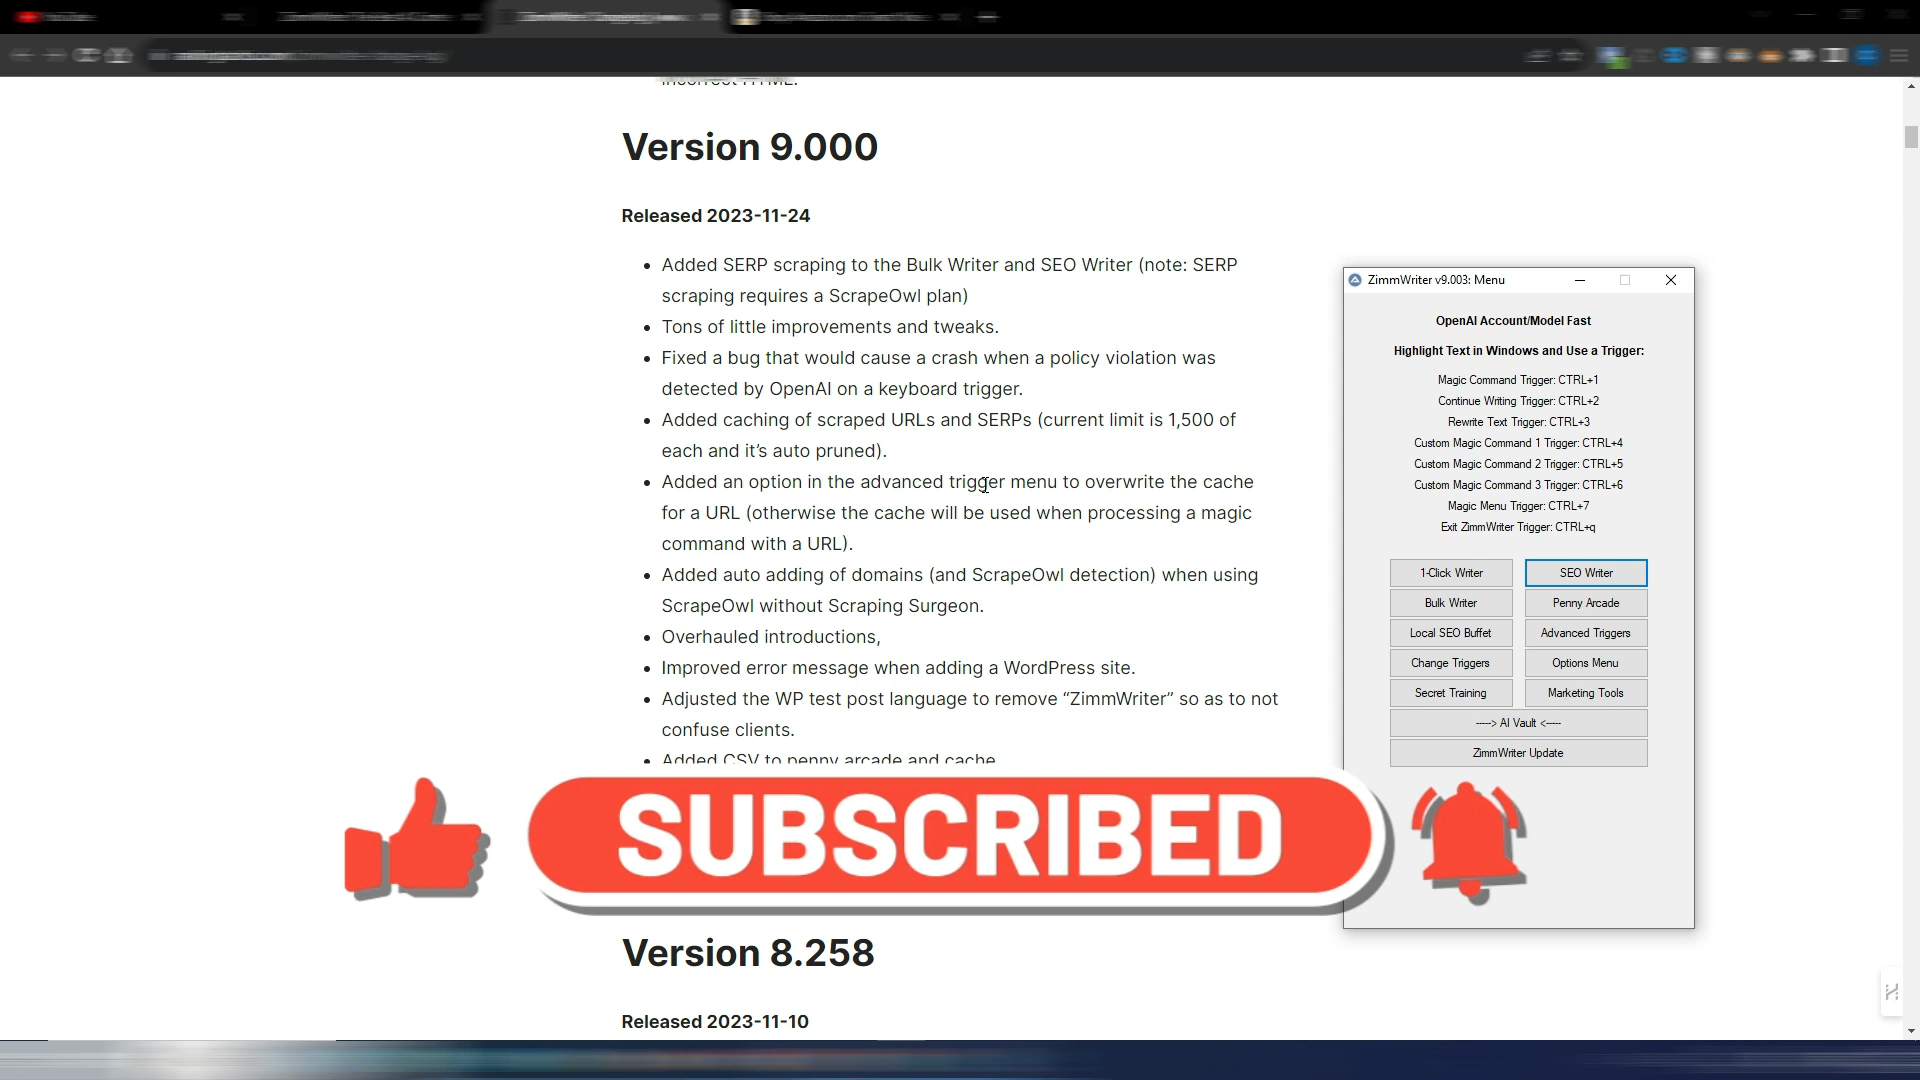 incorrect HTML.
Version 9.000
Released 2023-11-24
• Added SERP scraping to the Bulk Writer and SEO Writer (note: SERP
scraping requires a ScrapeOwl plan)
• Tons of little improvements and tweaks.
• Fixed a bug that would cause a crash when a policy violation was
detected by OpenAI on a keyboard trigger.
• Added caching of scraped URLs and SERPs (current limit is 1,500 of
each and it’s auto pruned).
• Added an option in the advanced trigger menu to overwrite the cache
for a URL (otherwise the cache will be used when processing a magic
command with a URL).
• Added auto adding of domains (and ScrapeOwl detection) when using
ScrapeOwl without Scraping Surgeon.
• Overhauled introductions,
• Improved error message when adding a WordPress site.
• Adjusted the WP test post language to remove “ZimmWriter” so as to not
confuse clients.
• Added CSV to penny arcade and cache
SUBSCRIBED
Version 8.258
Released 2023-11-10
ZimmWriter v9.003: Menu
OpenAI Account/Model Fast
Highlight Text in Windows and Use a Trigger:
Magic Command Trigger: CTRL+1
Continue Writing Trigger: CTRL+2
Rewrite Text Trigger: CTRL+3
Custom Magic Command 1 Trigger: CTRL+4
Custom Magic Command 2 Trigger: CTRL+5
Custom Magic Command 3 Trigger: CTRL+6
Magic Menu Trigger: CTRL+7
Exit ZimmWriter Trigger: CTRL+q
1-Click Writer SEO Writer
Bulk Writer Penny Arcade
Local SEO Buffet Advanced Triggers
Change Triggers Options Menu
Secret Training Marketing Tools
----> AI Vault <----
ZimmWriter Update